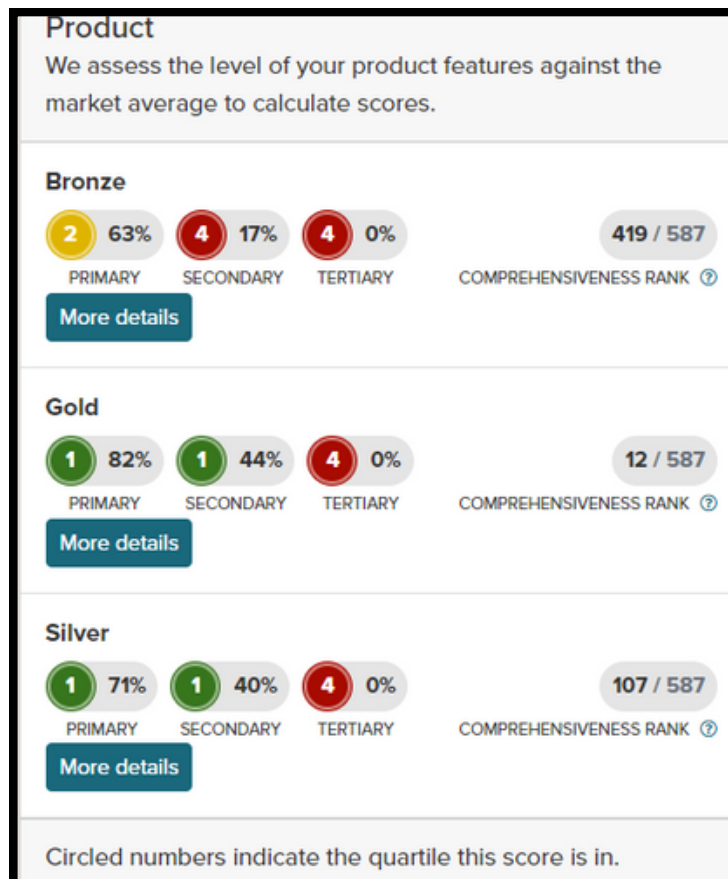 Product
We assess the level of your product features against the
market average to calculate scores.
Bronze
2 63% 4 17% 4 0% 419 / 587
PRIMARY SECONDARY TERTIARY COMPREHENSIVENESS RANK ?
More details
Gold
1 82% 1 44% 4 0% 12 / 587
PRIMARY SECONDARY TERTIARY COMPREHENSIVENESS RANK ?
More details
Silver
1 71% 1 40% 4 0% 107 / 587
PRIMARY SECONDARY TERTIARY COMPREHENSIVENESS RANK ?
More details
Circled numbers indicate the quartile this score is in.